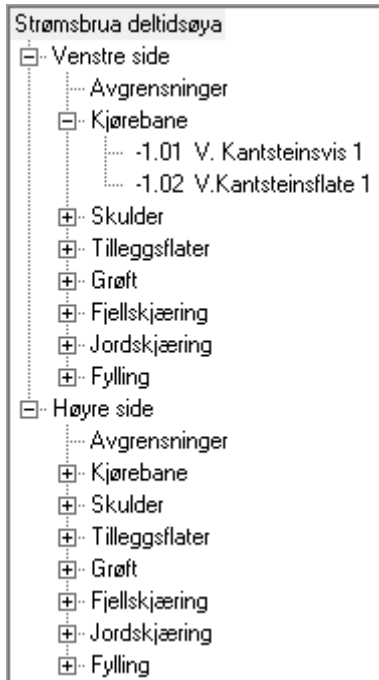 Strømsbrua deltidsøya
Venstre side
Avgrensninger
Kjørebane
-1.01 V. Kantsteinsvis 1
-1.02 V.Kantsteinsflate 1
Skulder
Tilleggsflater
Grøft
Fjellskjæring
Jordskjæring
Fylling
Høyre side
Avgrensninger
Kjørebane
Skulder
Tilleggsflater
Grøft
Fjellskjæring
Jordskjæring
Fylling